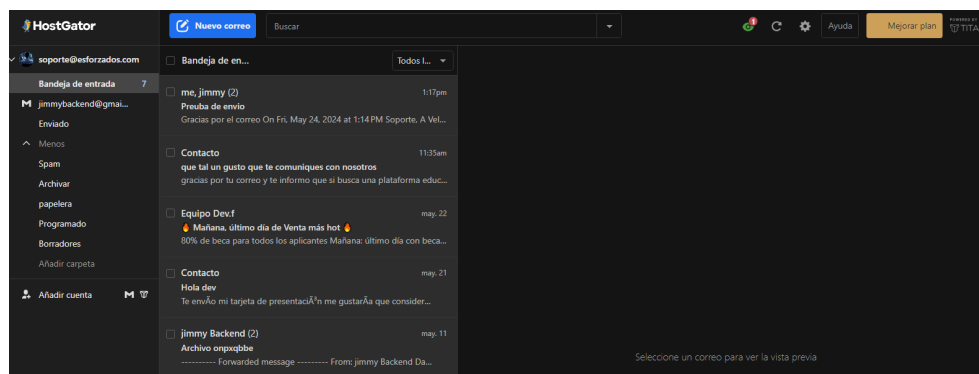 HostGator
Nuevo correo
Buscar
Ayuda
Mejorar plan
POWERED BY
TITA
soporte@esforzados.com
Bandeja de entrada 7
jimmybackend@gmai...
Enviado
Menos
Spam
Archivar
papelera
Programado
Borradores
Añadir carpeta
Añadir cuenta
Bandeja de en...
Todos l...
me, jimmy (2) 1:17pm
Preuba de envio
Gracias por el correo On Fri, May 24, 2024 at 1:14 PM Soporte, A Vel...
Contacto 11:35am
que tal un gusto que te comuniques con nosotros
gracias por tu correo y te informo que si busca una plataforma educ...
Equipo Dev.f may. 22
🔥 Mañana, último día de Venta más hot 🔥
80% de beca para todos los aplicantes Mañana: último día con beca...
Contacto may. 21
Hola dev
Te envÃo mi tarjeta de presentaciÃ³n me gustarÃa que consider...
jimmy Backend (2) may. 11
Archivo onpxqbbe
---------- Forwarded message --------- From: jimmy Backend Da...
Seleccione un correo para ver la vista previa